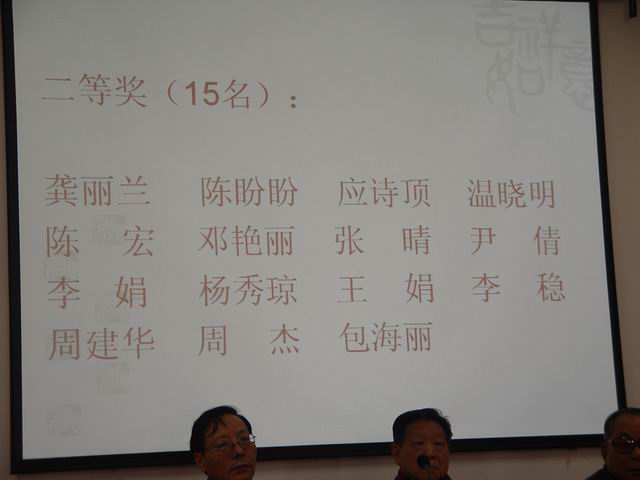 二等奖（15名）：
龚丽兰 陈盼盼 应诗顶 温晓明
陈 宏 邓艳丽 张 晴 尹 倩
李 娟 杨秀琼 王 娟 李 稳
周建华 周 杰 包海丽